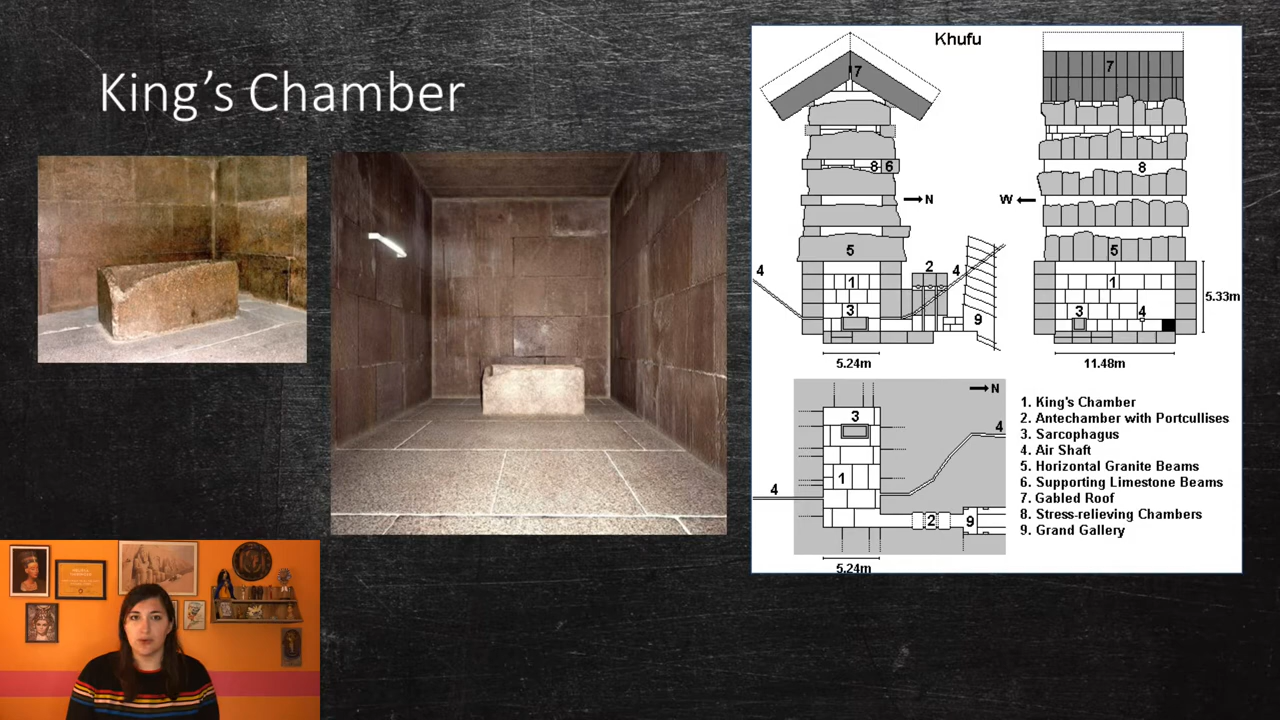 King's Chamber
Khufu
7
7
8 6
8
N
W
5
5
4
2
4
1
1
3
3
4
9
5.33m
5.24m
11.48m
N
3
4
1
4
2
9
5.24m
1. King's Chamber
2. Antechamber with Portcullises
3. Sarcophagus
4. Air Shaft
5. Horizontal Granite Beams
6. Supporting Limestone Beams
7. Gabled Roof
8. Stress-relieving Chambers
9. Grand Gallery